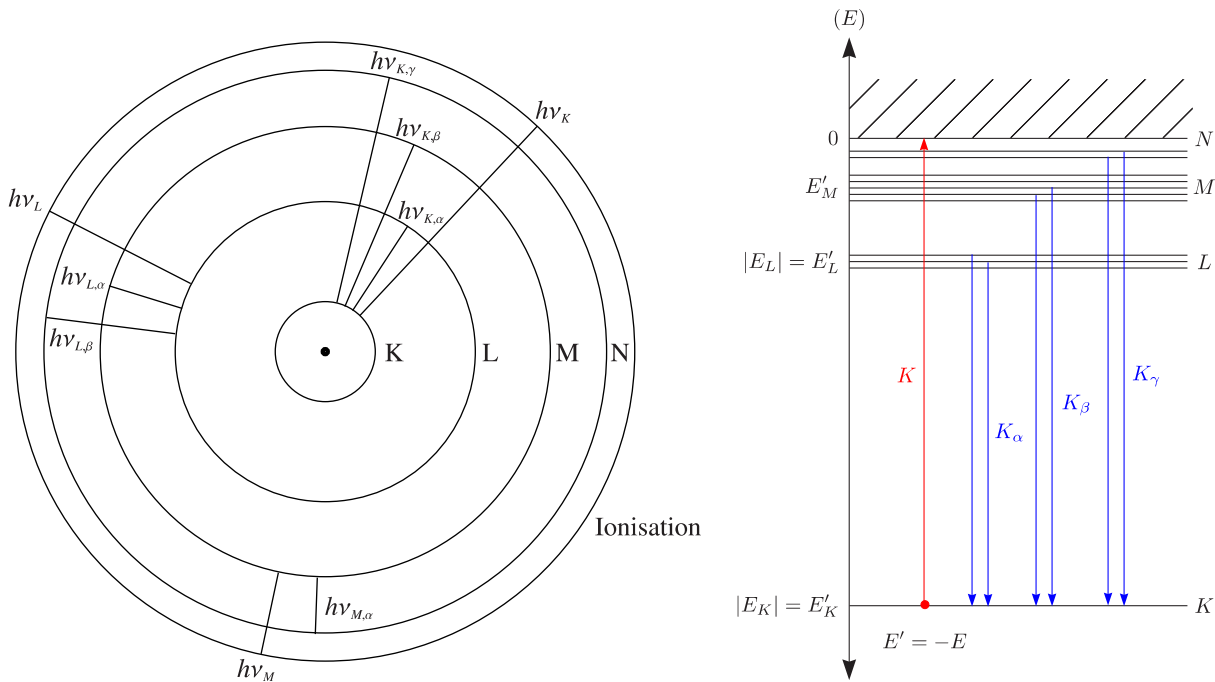 hν_{K,γ}
hν_K
hν_{K,β}
hν_{K,α}
hν_L
hν_{L,α}
hν_{L,β}
K L M N
Ionisation
hν_{M,α}
hν_M
(E)
0 N
E'_M M
|E_L| = E'_L L
K
K_α
K_β
K_γ
|E_K| = E'_K K
E' = −E